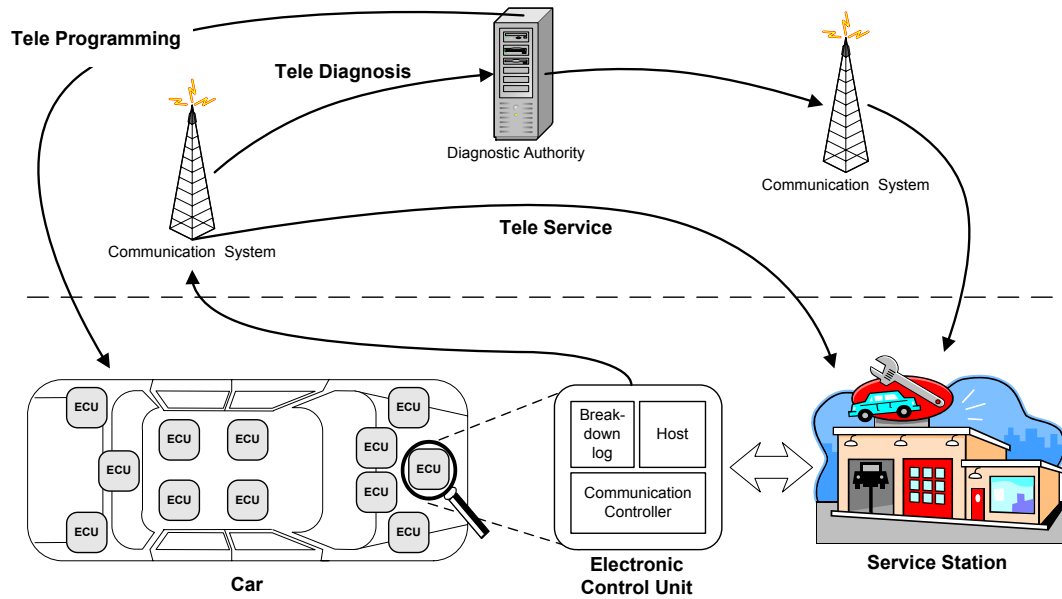 Tele Programming
Tele Diagnosis
Diagnostic Authority
Communication System
Communication System
Tele Service
ECU
ECU
ECU
ECU
ECU
ECU
ECU
ECU
ECU
ECU
ECU
ECU
Break-
down
log
Host
Communication
Controller
Car
Electronic
Control Unit
Service Station